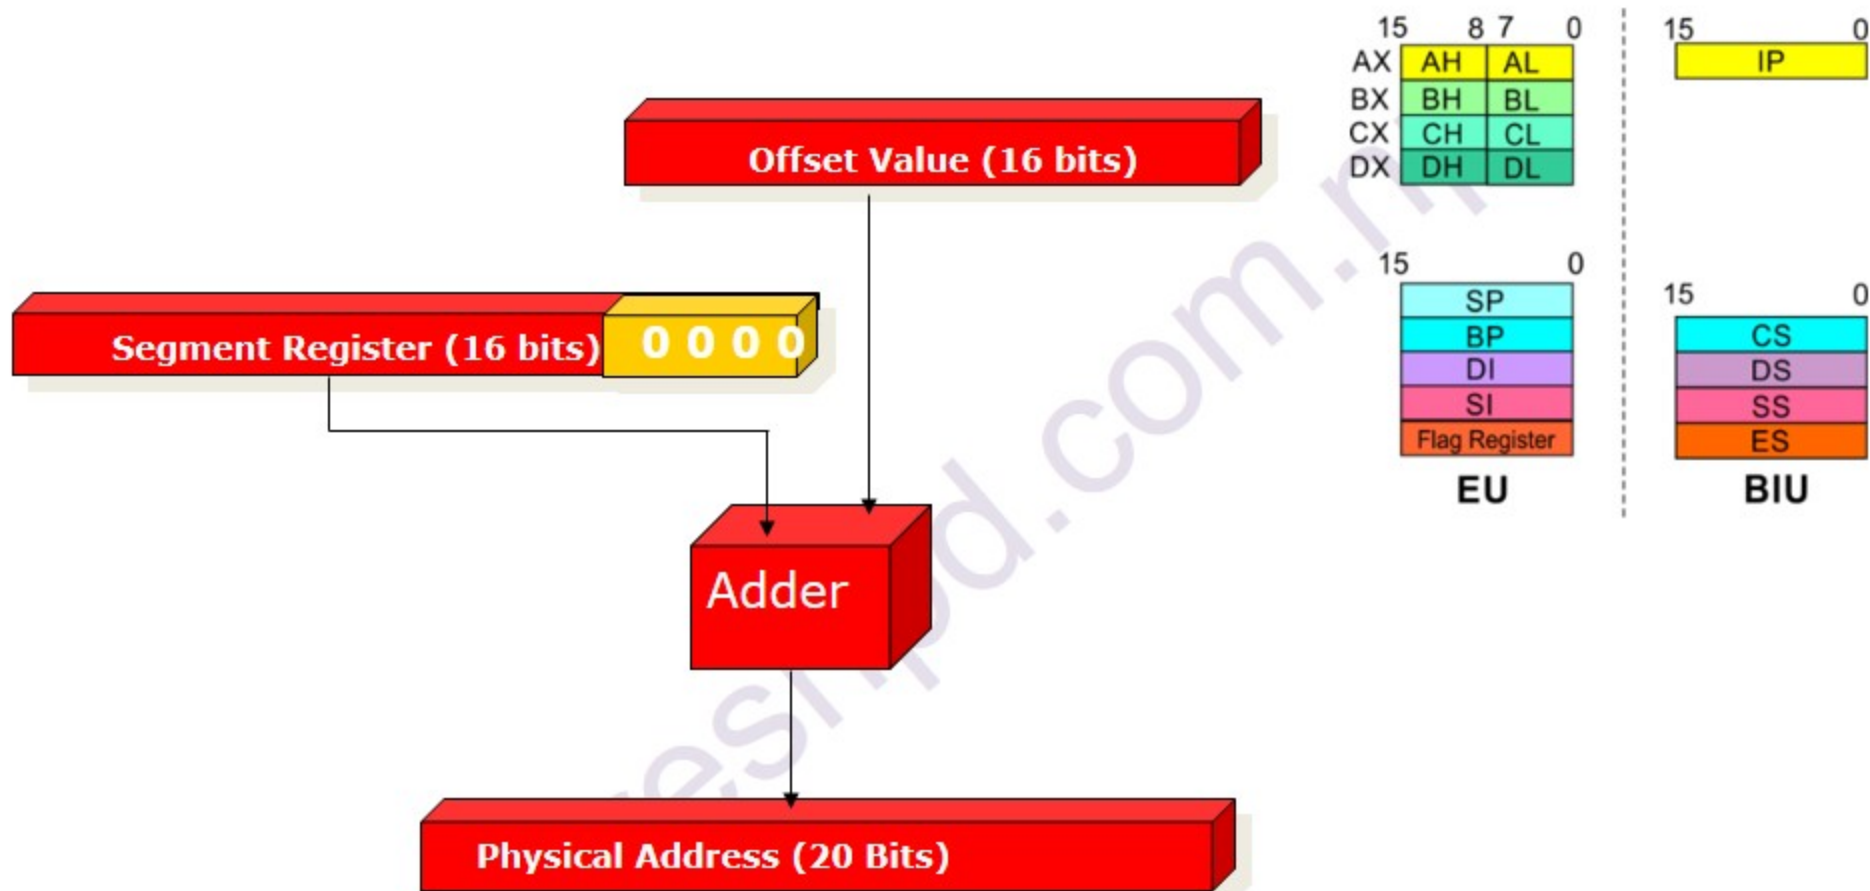 Offset Value (16 bits)
Segment Register (16 bits) 0 0 0 0
Adder
Physical Address (20 Bits)
15 8 7 0
AX AH AL
BX BH BL
CX CH CL
DX DH DL
15 0
SP
BP
DI
SI
Flag Register
EU
15 0
IP
15 0
CS
DS
SS
ES
BIU